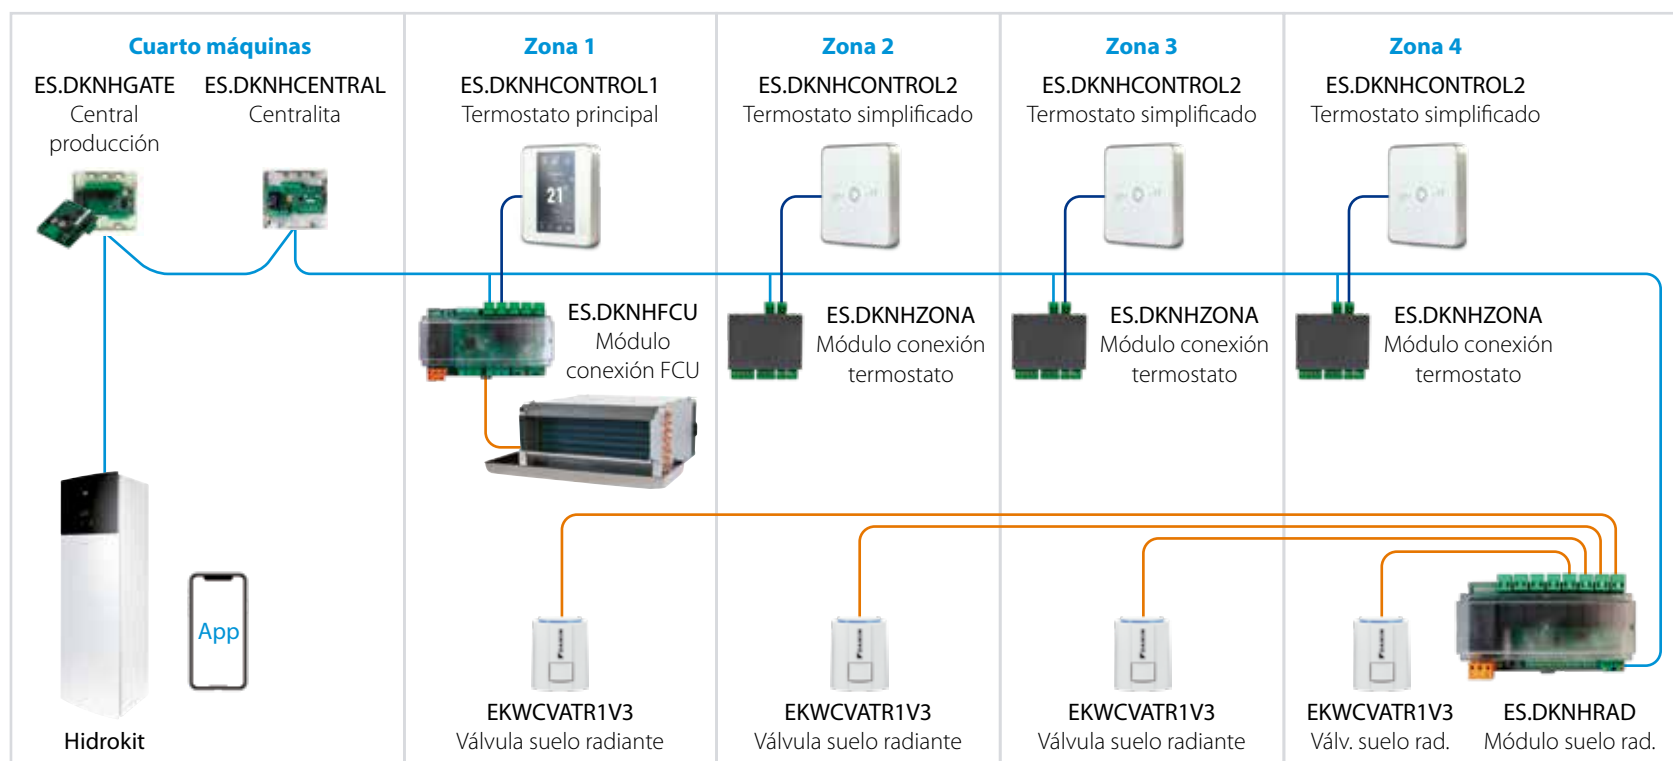 Cuarto máquinas
ES.DKNHGATE
Central
producción
ES.DKNHCENTRAL
Centralita
Hidrokit
App
Zona 1
ES.DKNHCONTROL1
Termostato principal
21
ES.DKNHFCU
Módulo
conexión FCU
EKWCVATR1V3
Válvula suelo radiante
Zona 2
ES.DKNHCONTROL2
Termostato simplificado
ES.DKNHZONA
Módulo conexión
termostato
DAIKIN
EKWCVATR1V3
Válvula suelo radiante
Zona 3
ES.DKNHCONTROL2
Termostato simplificado
ES.DKNHZONA
Módulo conexión
termostato
DAIKIN
EKWCVATR1V3
Válvula suelo radiante
Zona 4
ES.DKNHCONTROL2
Termostato simplificado
ES.DKNHZONA
Módulo conexión
termostato
DAIKIN
EKWCVATR1V3
Válv. suelo rad.
ES.DKNHRAD
Módulo suelo rad.